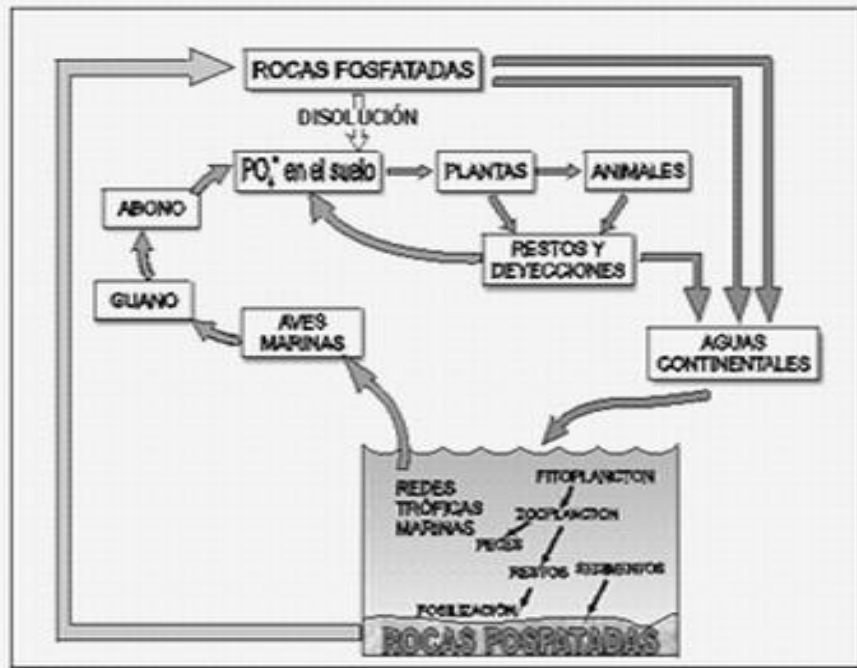 ROCAS FOSFATADAS
DISOLUCIÓN
PO₄⁼ en el suelo
PLANTAS
ANIMALES
ABONO
RESTOS Y
DEYECCIONES
GUANO
AVES
MARINAS
AGUAS
CONTINENTALES
REDES
TRÓFICAS
MARINAS
FITOPLANCTON
ZOOPLANCTON
PECES
RESTOS
SEDIMENTOS
FOSILIZACIÓN
ROCAS FOSFATADAS